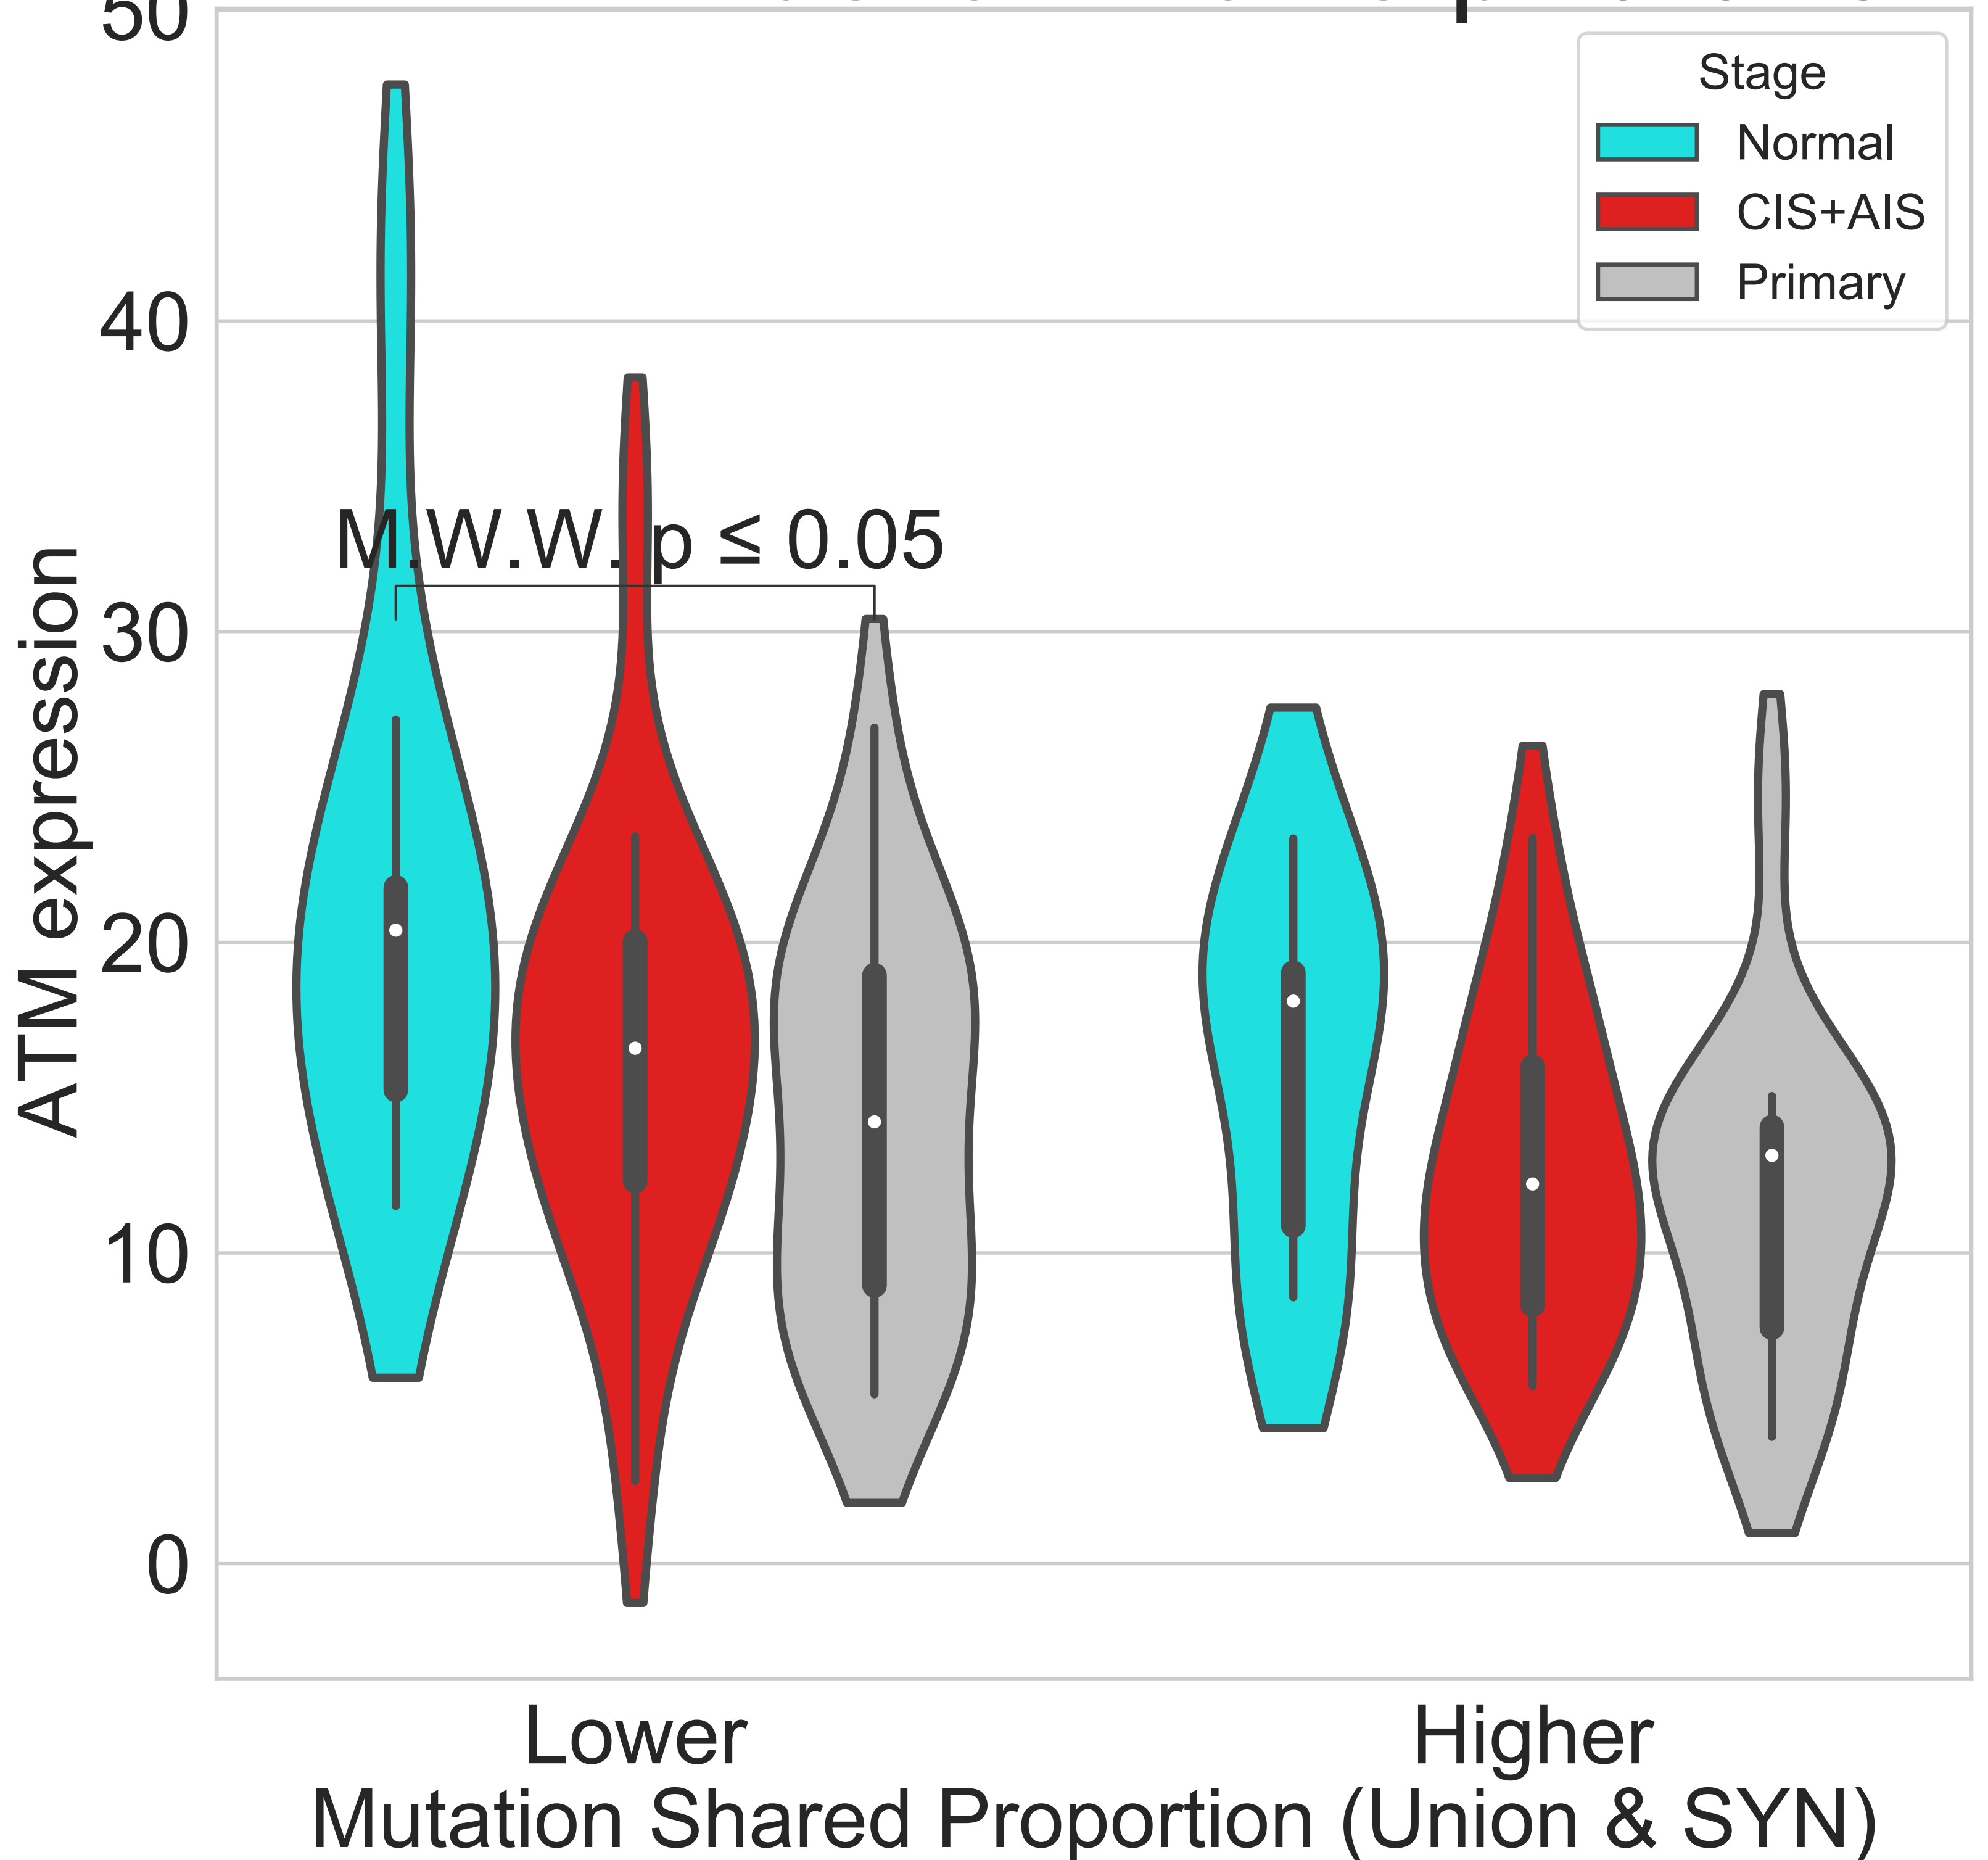 50
Stage
Normal
CIS+AIS
Primary
40
M.W.W. p ≤ 0.05
30
ATM expression
20
10
0
Lower
Higher
Mutation Shared Proportion (Union & SYN)